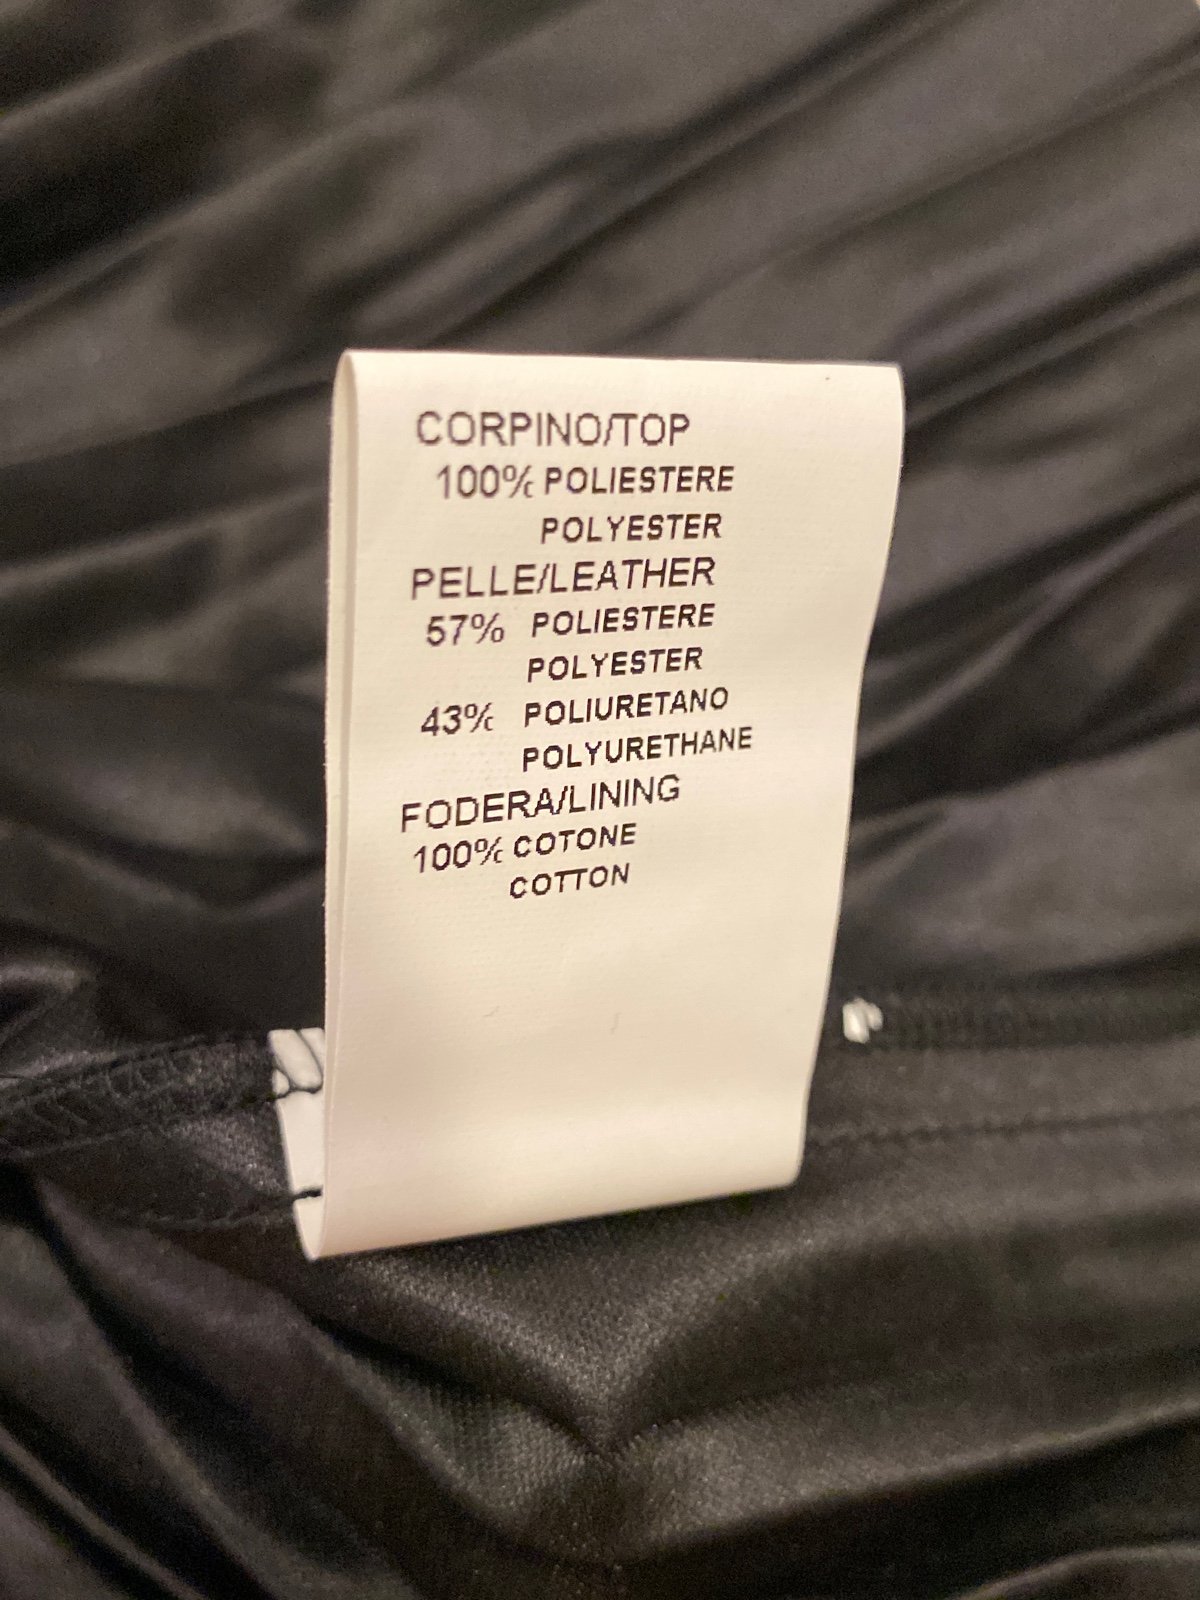 CORPINO/TOP
100% POLIESTERE
POLYESTER
PELLE/LEATHER
57% POLIESTERE
POLYESTER
43% POLIURETANO
POLYURETHANE
FODERA/LINING
100% COTONE
COTTON